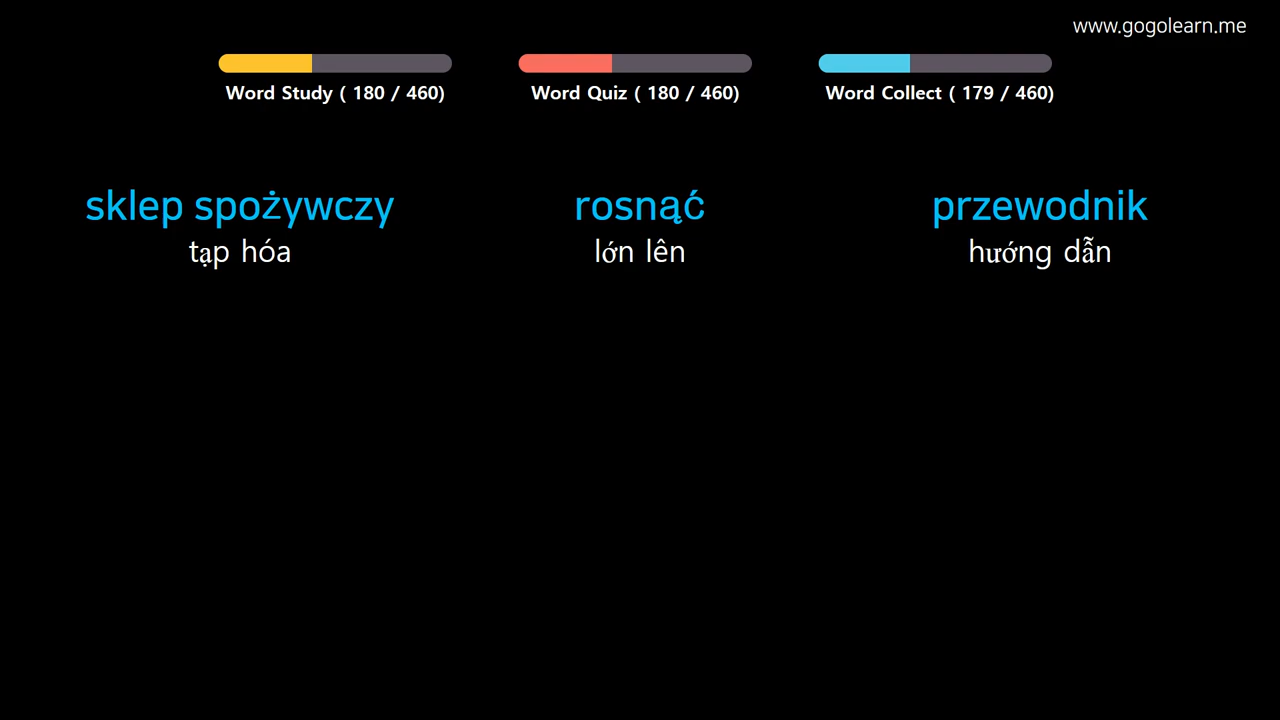 www.gogolearn.me
Word Study ( 180 / 460)
Word Quiz ( 180 / 460)
Word Collect ( 179 / 460)
sklep spożywczy
tạp hóa
rosnąć
lớn lên
przewodnik
hướng dẫn